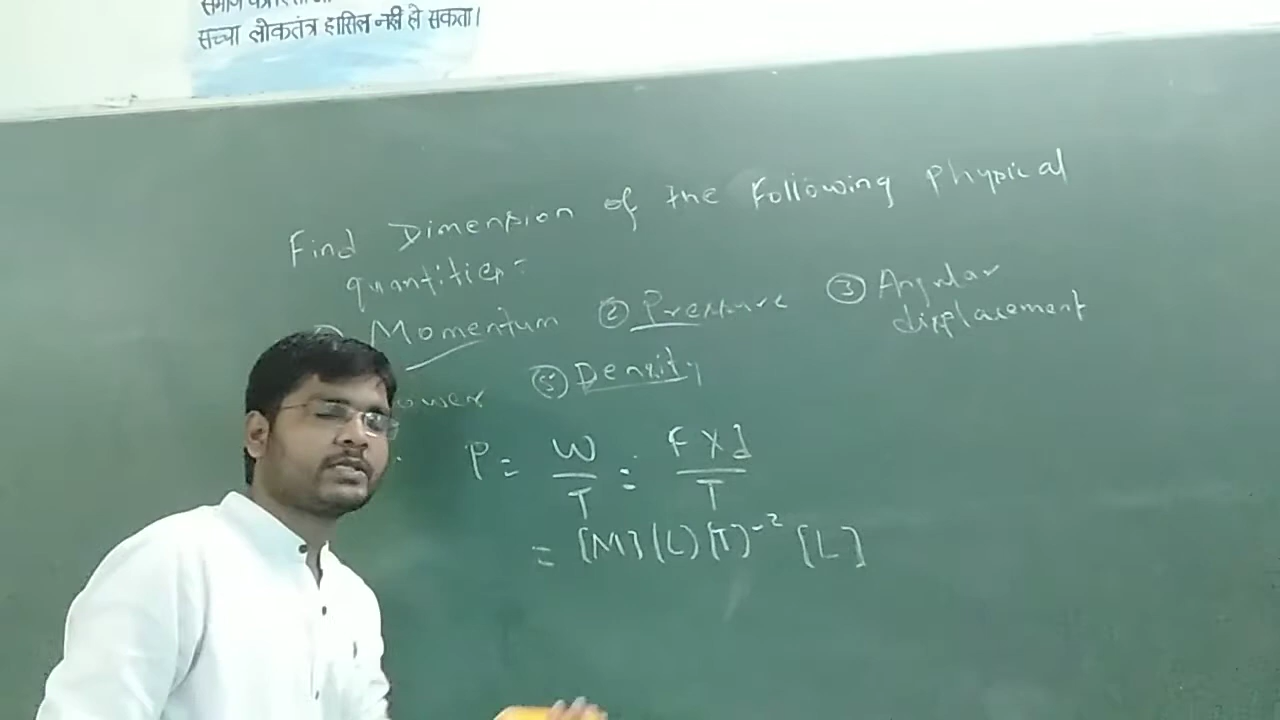 सच्चा लोकतंत्र हासिल नहीं हो सकता।
Find Dimension of the Following physical
quantities:
Momentum ② Pressure ③ Angular
displacement
ower ⑤ Density
P = W/T = F x d/T
= [M] [L] [T]⁻² [L]